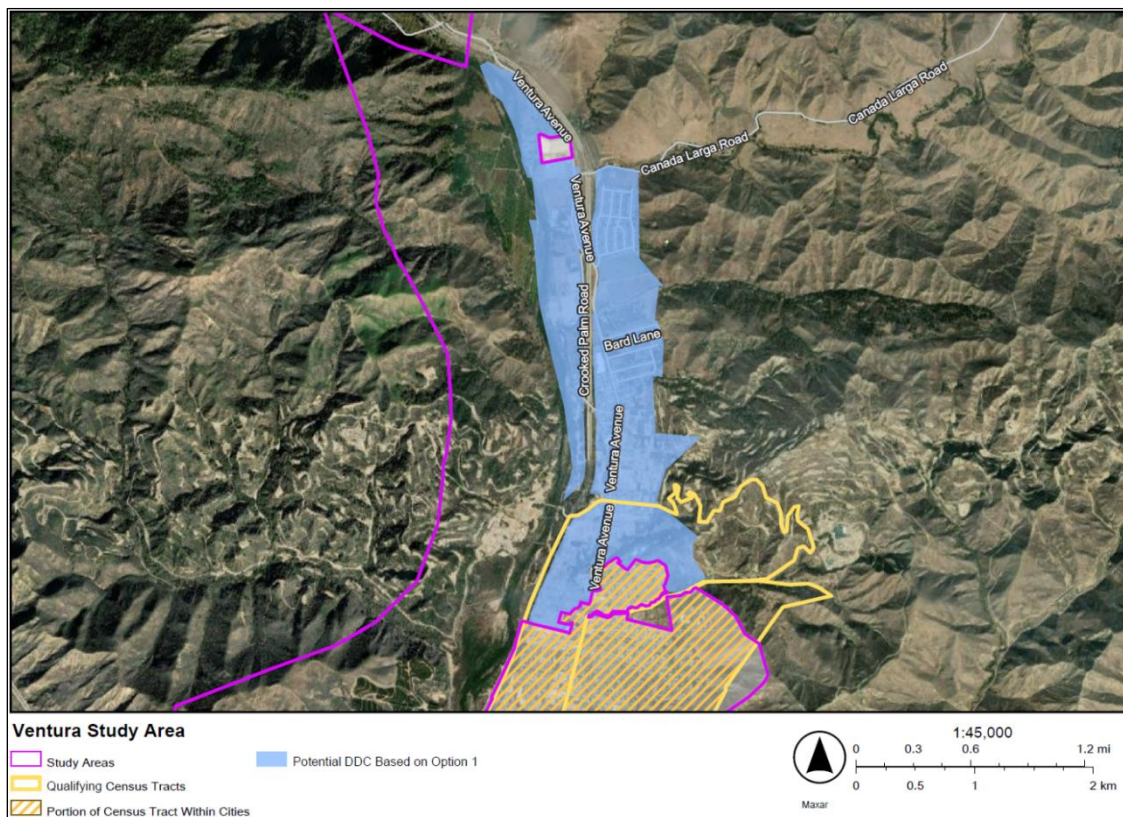 Ventura Avenue
Canada Larga Road
Canada Larga Road
Ventura Avenue
Crooked Palm Road
Bard Lane
Ventura Avenue
Ventura Avenue
Ventura Study Area
Study Areas
Potential DDC Based on Option 1
Qualifying Census Tracts
Portion of Census Tract Within Cities
Maxar
1:45,000
0 0.3 0.6 1.2 mi
0 0.5 1 2 km